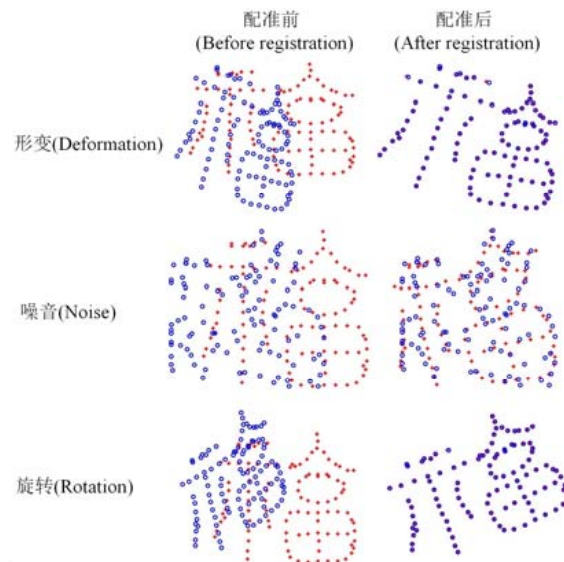 配准前 配准后
(Before registration) (After registration)
形变(Deformation)
噪音(Noise)
旋转(Rotation)